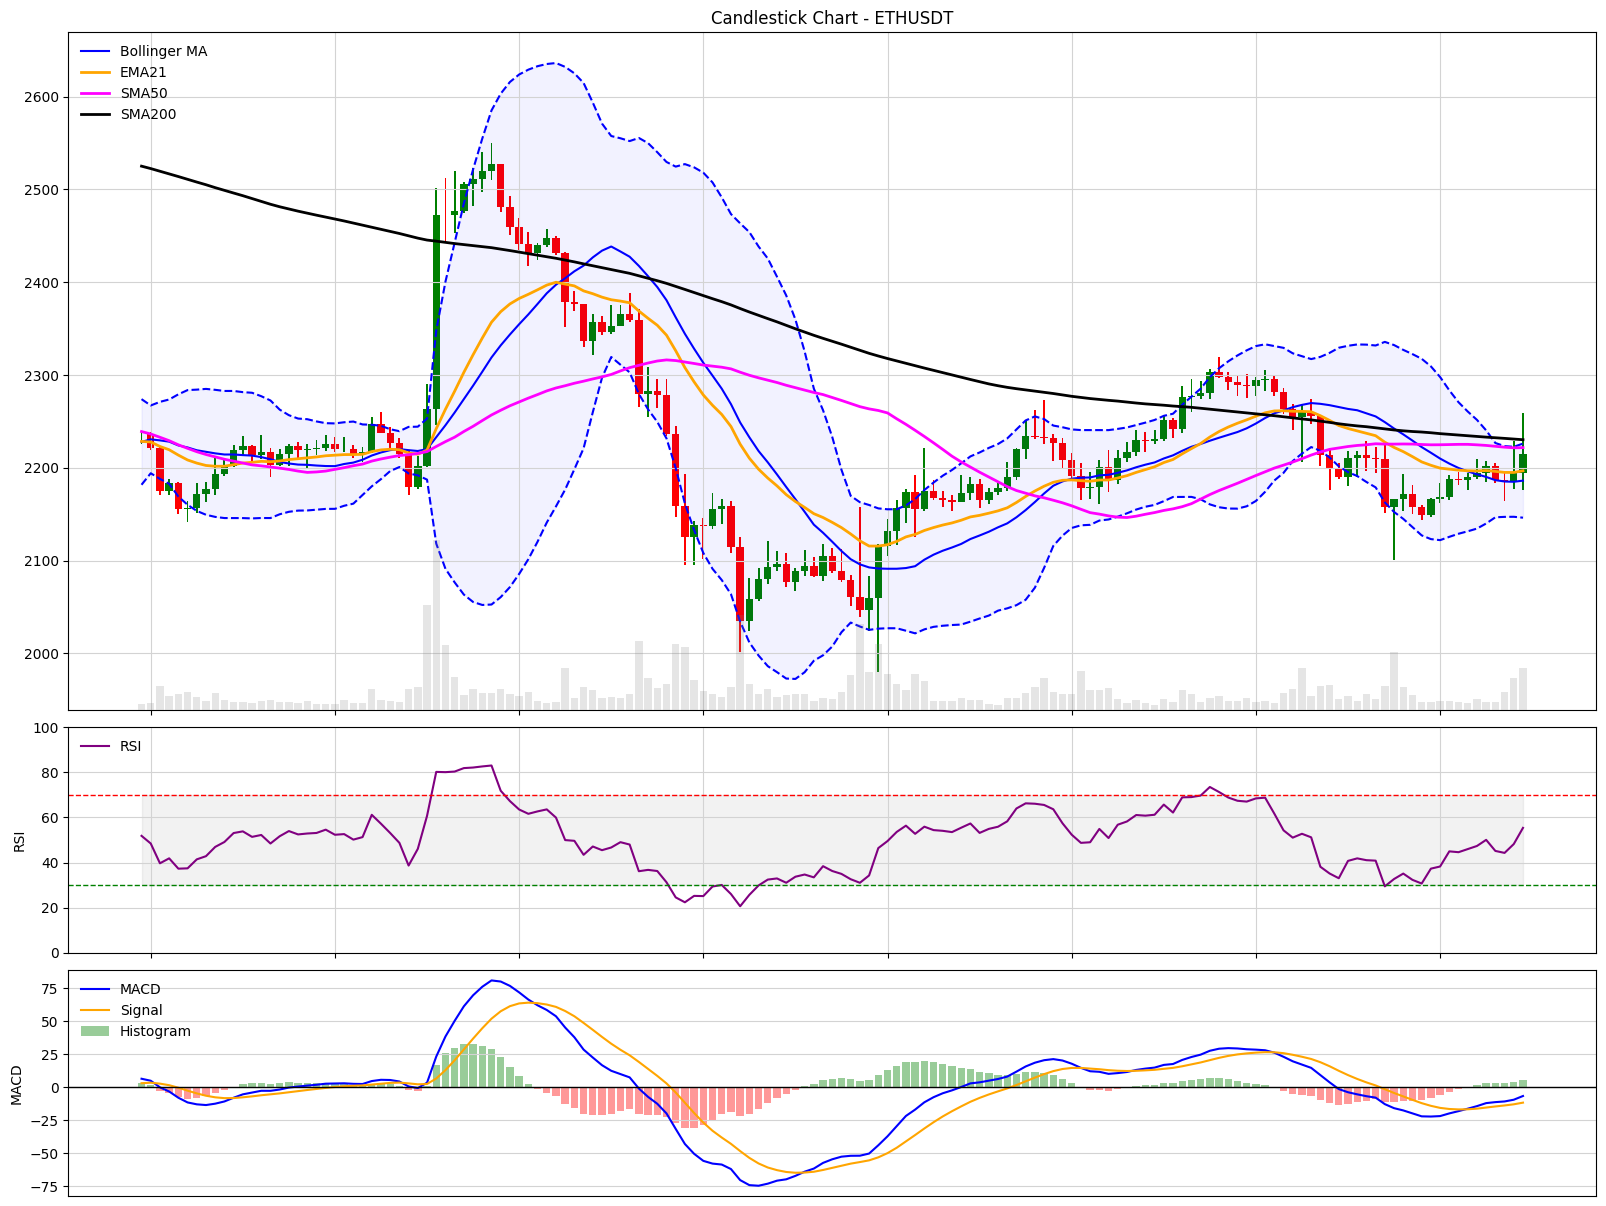 Candlestick Chart - ETHUSDT
Bollinger MA
EMA21
SMA50
SMA200
2600
2500
2400
2300
2200
2100
2000
RSI
100
80
60
40
20
0
RSI
MACD
Signal
Histogram
75
50
25
0
−25
−50
−75
MACD